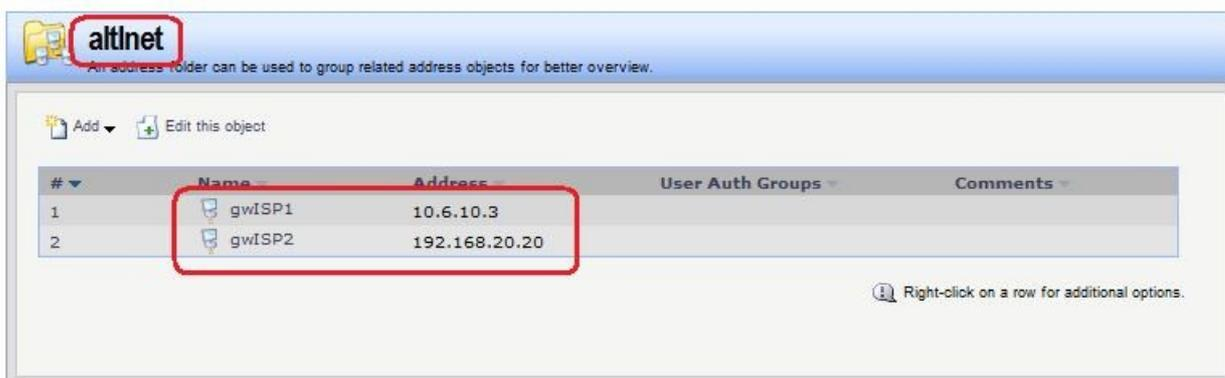 altInet
An address folder can be used to group related address objects for better overview.
Add Edit this object
# Name Address User Auth Groups Comments
1 gwISP1 10.6.10.3
2 gwISP2 192.168.20.20
Right-click on a row for additional options.